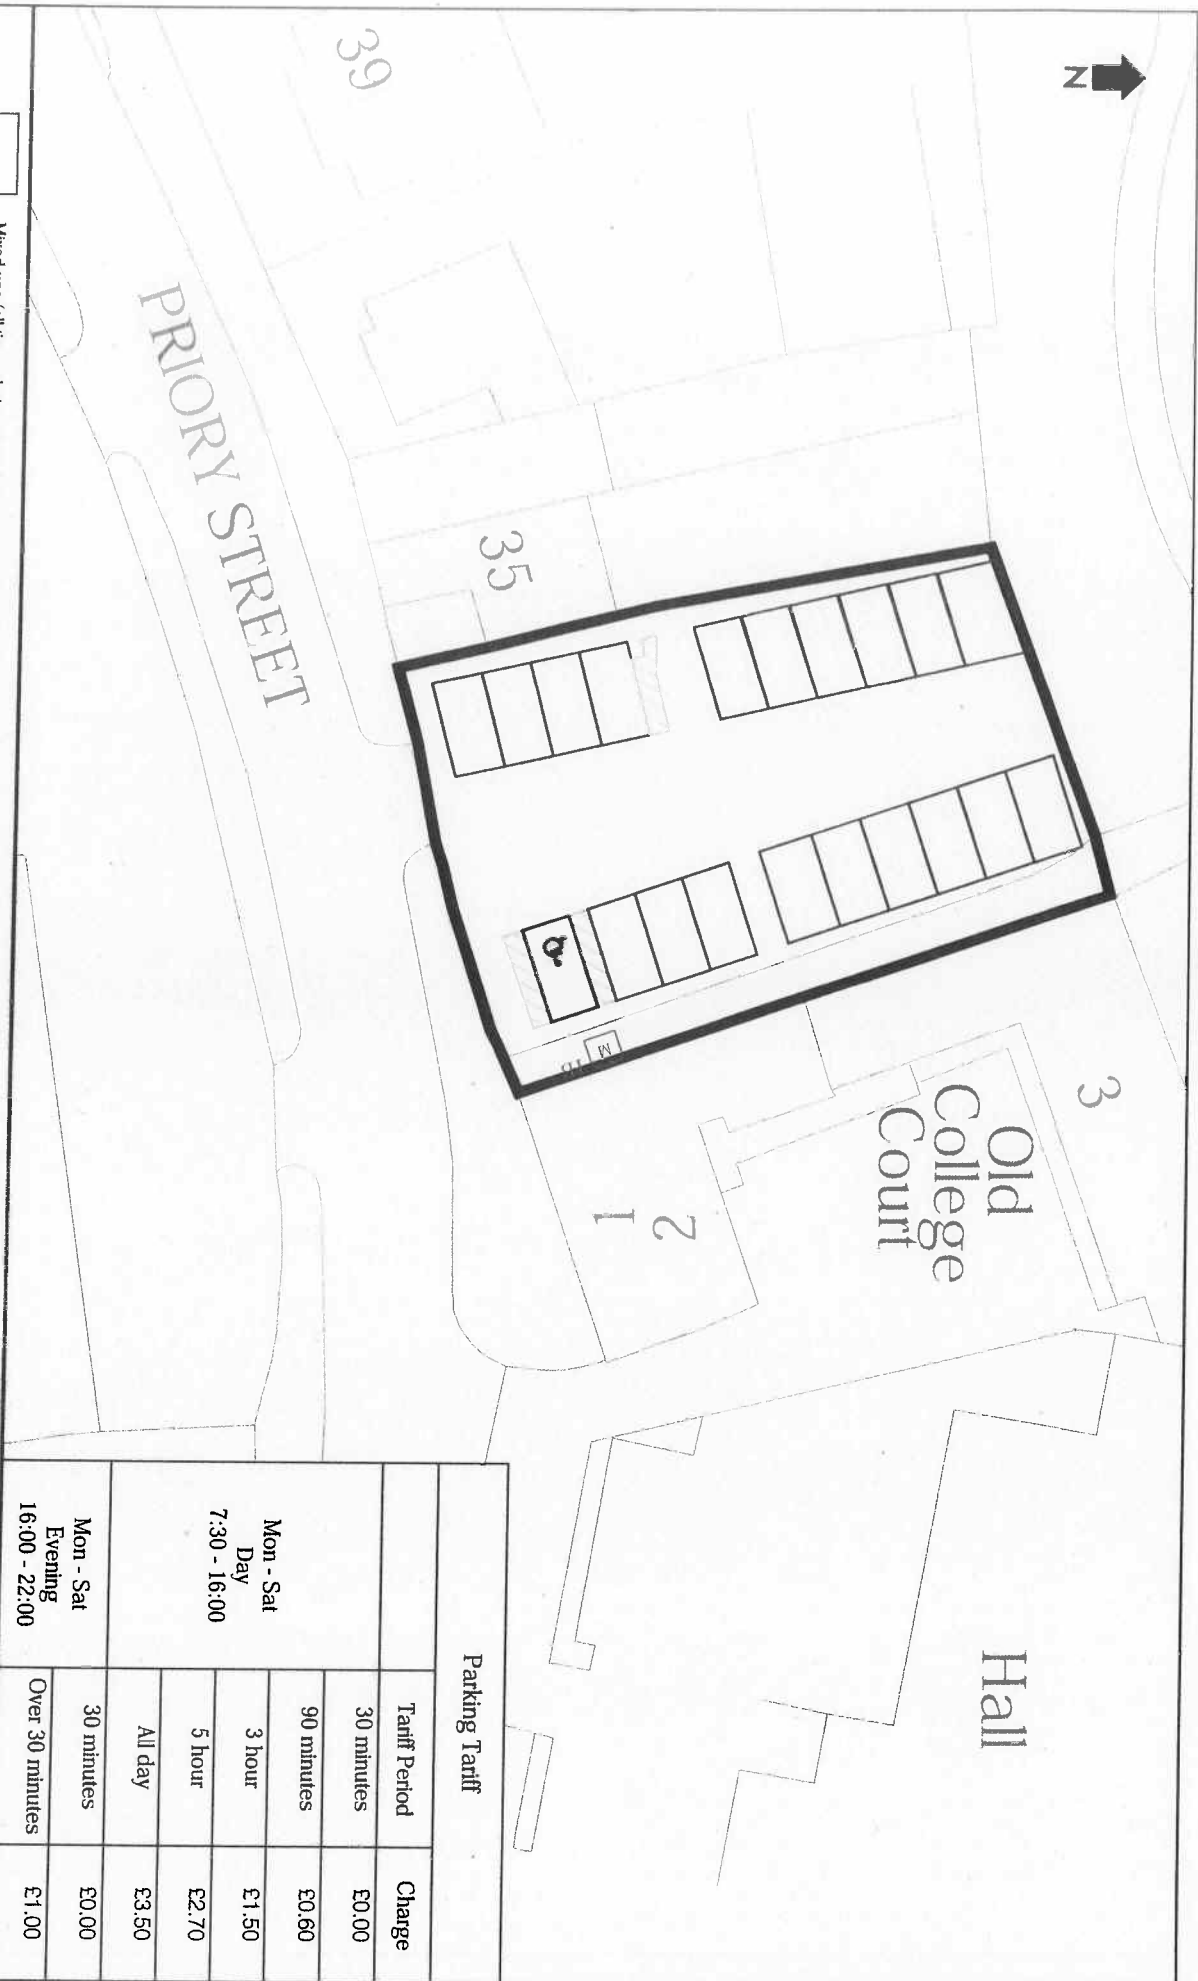 N
39
PRIORY STREET
35
3
Old
College
Court
2
1
M
Hall
Parking Tariff
Tariff Period Charge
Mon - Sat
Day
7:30 - 16:00
30 minutes £0.00
90 minutes £0.60
3 hour £1.50
5 hour £2.70
All day £3.50
Mon - Sat
Evening
16:00 - 22:00
30 minutes £0.00
Over 30 minutes £1.00